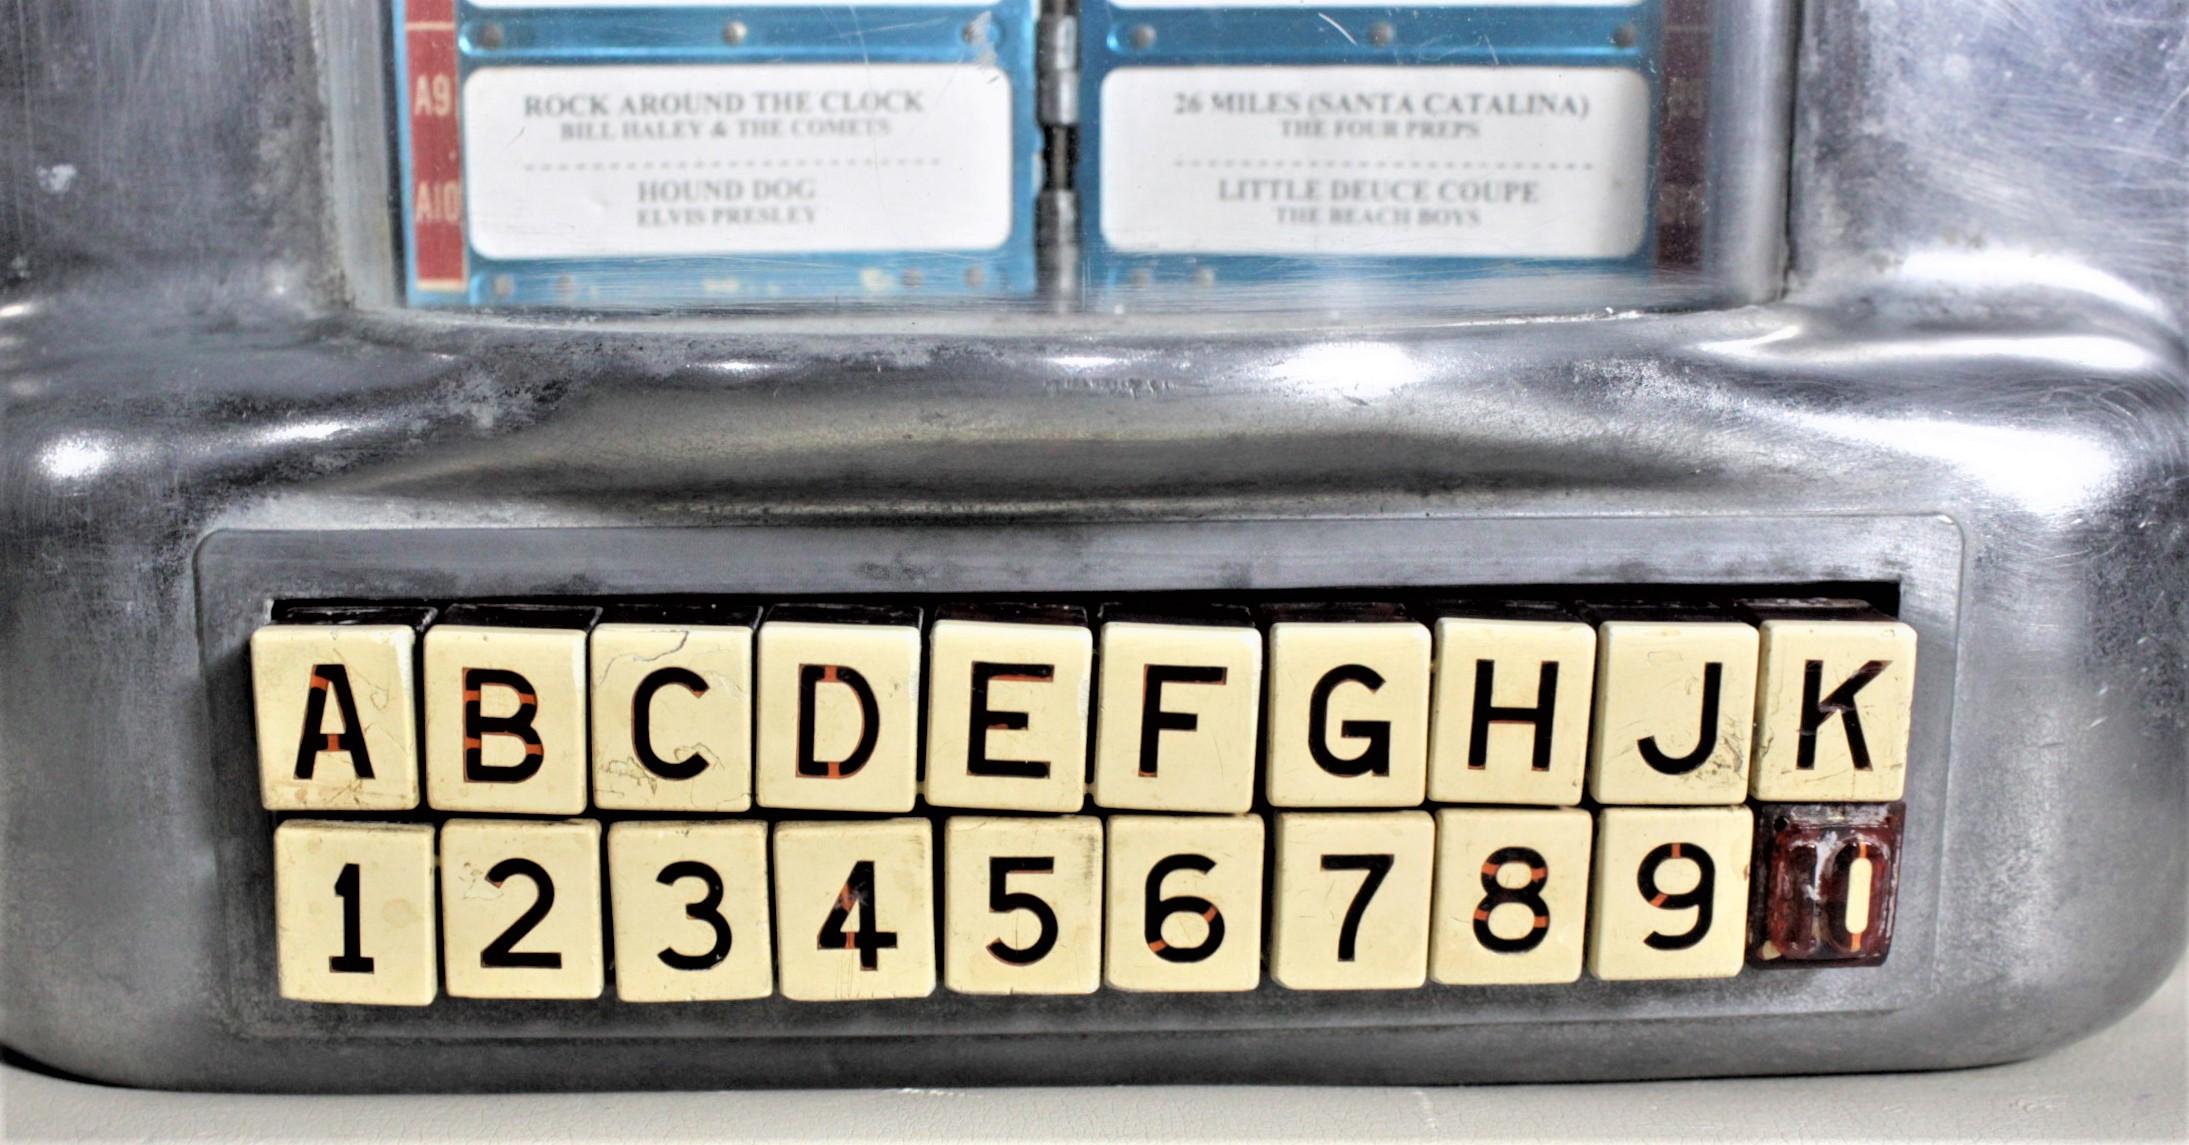 A9
ROCK AROUND THE CLOCK
BILL HALEY & THE COMETS
A10
HOUND DOG
ELVIS PRESLEY
26 MILES (SANTA CATALINA)
THE FOUR PREPS
LITTLE DEUCE COUPE
THE BEACH BOYS
A B C D E F G H J K
1 2 3 4 5 6 7 8 9 10